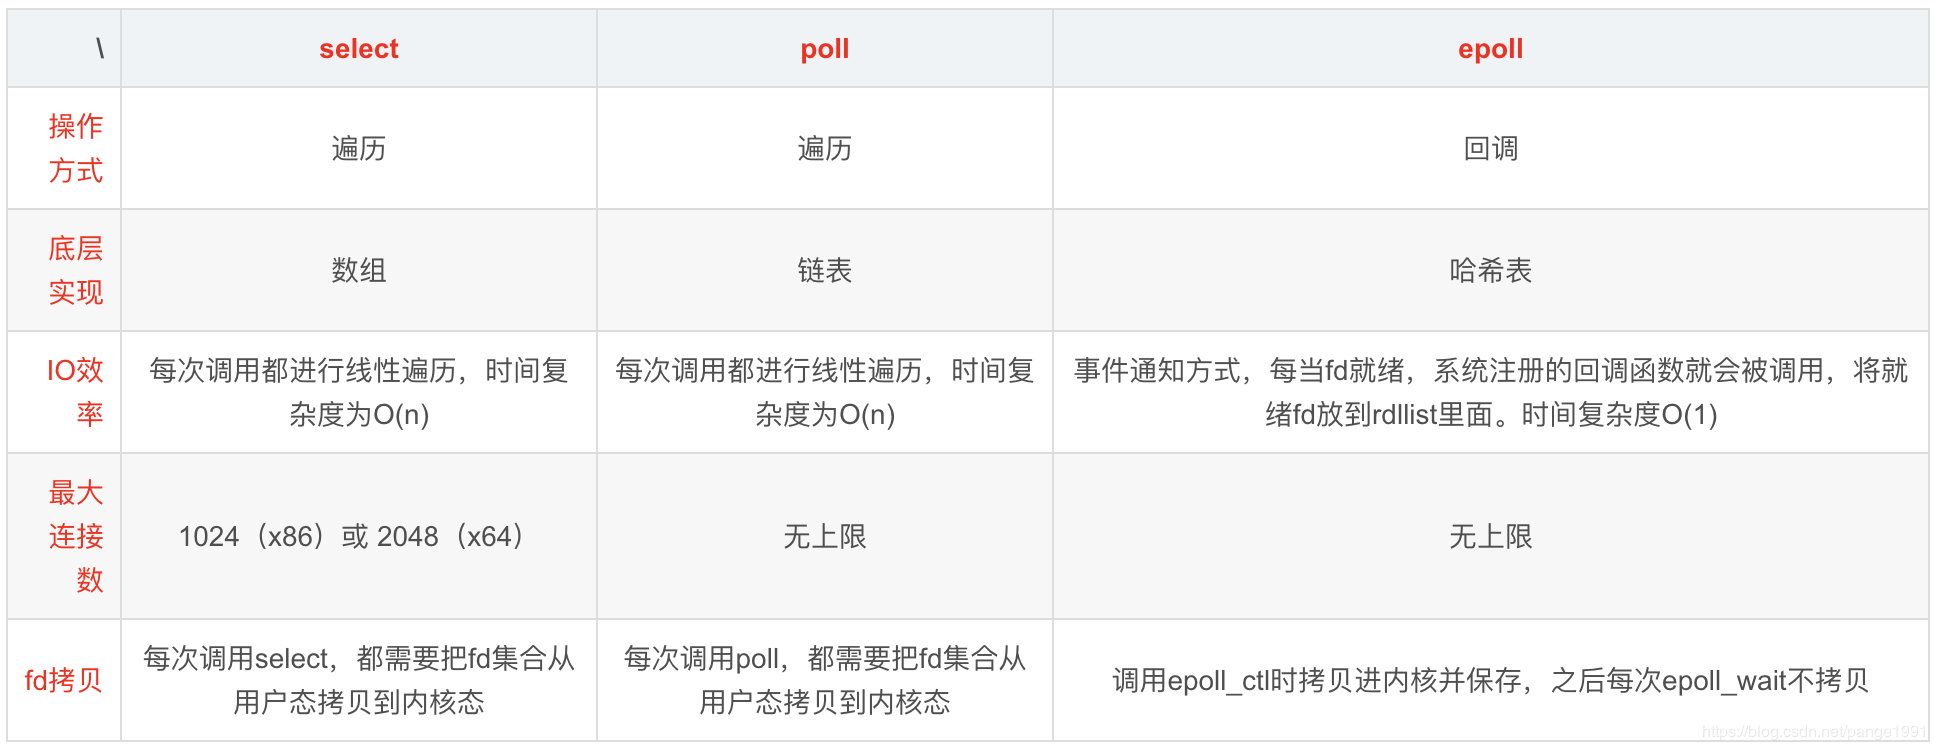 \
select
poll
epoll
操作
方式
遍历
遍历
回调
底层
实现
数组
链表
哈希表
IO效
率
每次调用都进行线性遍历，时间复
杂度为O(n)
每次调用都进行线性遍历，时间复
杂度为O(n)
事件通知方式，每当fd就绪，系统注册的回调函数就会被调用，将就
绪fd放到rdllist里面。时间复杂度O(1)
最大
连接
数
1024（x86）或 2048（x64）
无上限
无上限
fd拷贝
每次调用select，都需要把fd集合从
用户态拷贝到内核态
每次调用poll，都需要把fd集合从
用户态拷贝到内核态
调用epoll_ctl时拷贝进内核并保存，之后每次epoll_wait不拷贝
https://blog.csdn.net/pange1991